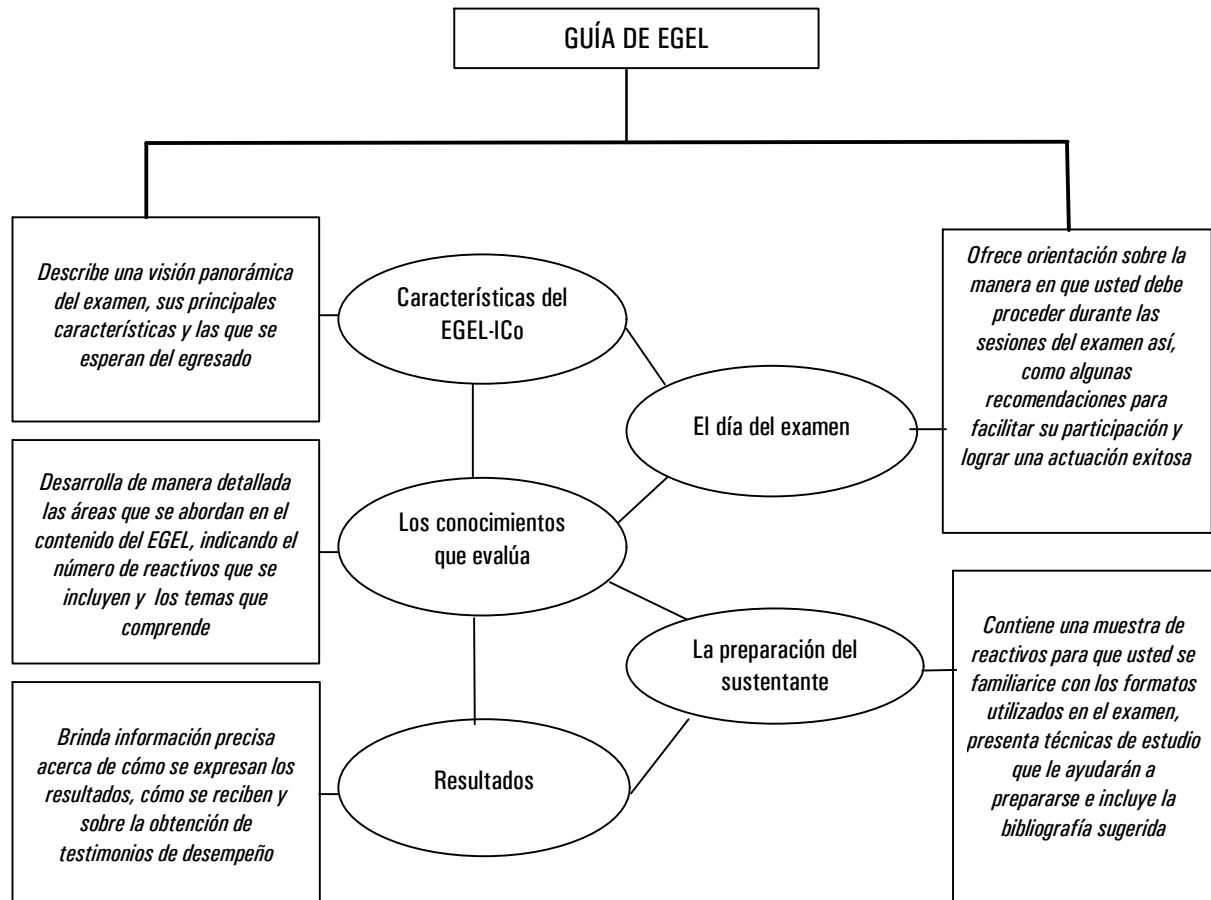 GUÍA DE EGEL
Describe una visión panorámica
del examen, sus principales
características y las que se
esperan del egresado
Características del
EGEL-ICo
Ofrece orientación sobre la
manera en que usted debe
proceder durante las
sesiones del examen así,
como algunas
recomendaciones para
facilitar su participación y
lograr una actuación exitosa
El día del examen
Desarrolla de manera detallada
las áreas que se abordan en el
contenido del EGEL, indicando el
número de reactivos que se
incluyen y los temas que
comprende
Los conocimientos
que evalúa
La preparación del
sustentante
Contiene una muestra de
reactivos para que usted se
familiarice con los formatos
utilizados en el examen,
presenta técnicas de estudio
que le ayudarán a
prepararse e incluye la
bibliografía sugerida
Brinda información precisa
acerca de cómo se expresan los
resultados, cómo se reciben y
sobre la obtención de
testimonios de desempeño
Resultados